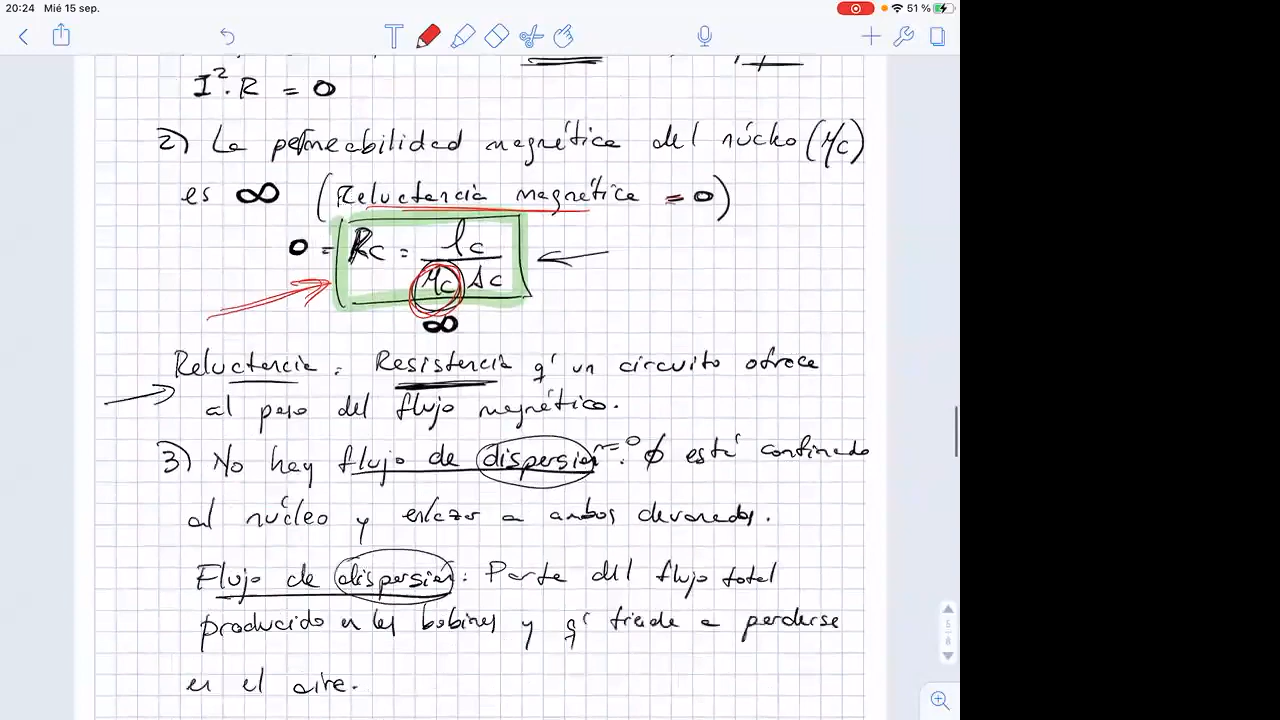 20:24 Mié 15 sep.
51 %
I².R = 0
2) La permeabilidad magnética del núcleo (μc)
es ∞ (Reluctancia magnética = 0)
0 = Rc = lc / μc Ac
∞
Reluctancia : Resistencia q' un circuito ofrece
al paso del flujo magnético.
3) No hay flujo de dispersión ϕ está confinado
al núcleo y enlazar a ambos devanados.
Flujo de dispersión : Parte del flujo total
producido en las bobinas y q' tiende a perderse
en el aire.
5
8